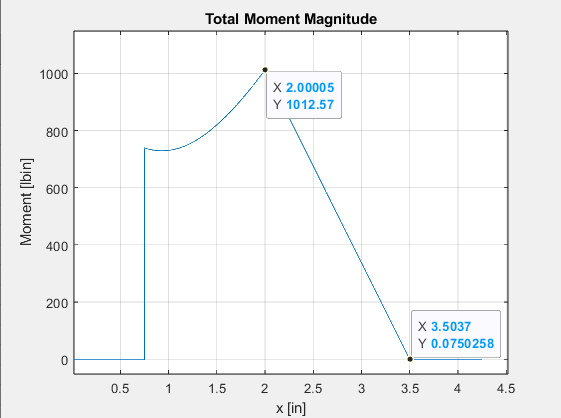 Total Moment Magnitude
Moment [lbin]
1000
800
600
400
200
0
X 2.00005
Y 1012.57
X 3.5037
Y 0.0750258
0.5 1 1.5 2 2.5 3 3.5 4 4.5
x [in]